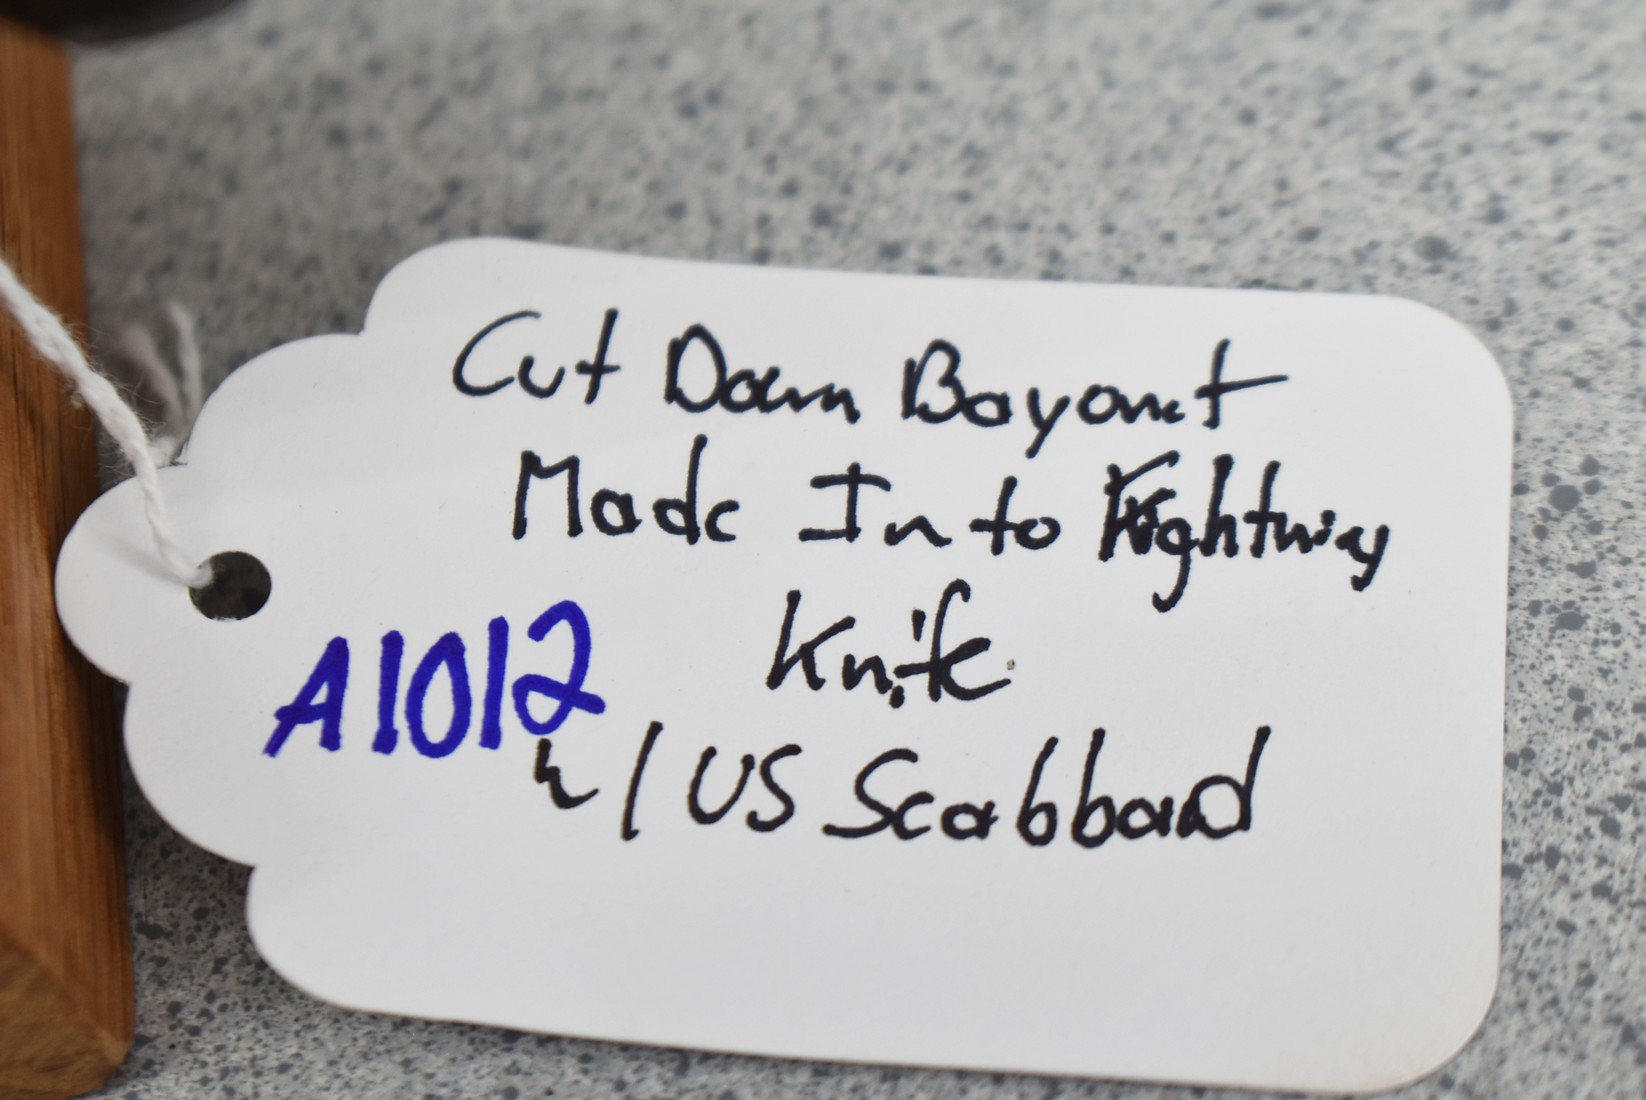 Cut Down Bayonet
Made Into Fighting
Knife
A1012
w/ US Scabbard